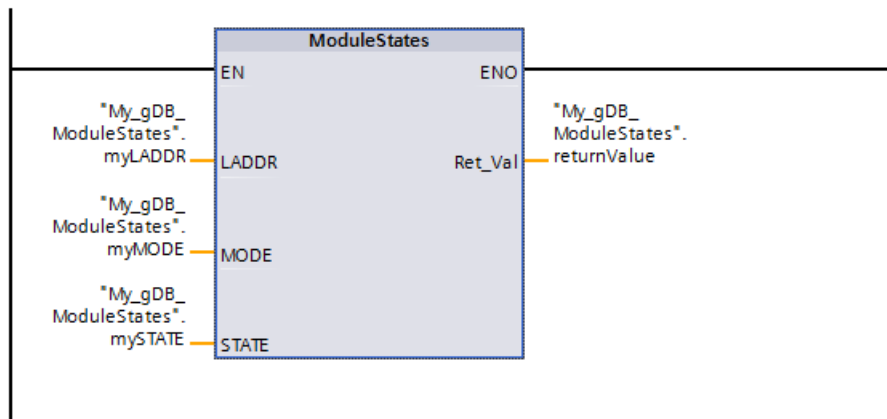 ModuleStates
EN
ENO
"My_gDB_
ModuleStates".
myLADDR
LADDR
Ret_Val
"My_gDB_
ModuleStates".
returnValue
"My_gDB_
ModuleStates".
myMODE
MODE
"My_gDB_
ModuleStates".
mySTATE
STATE